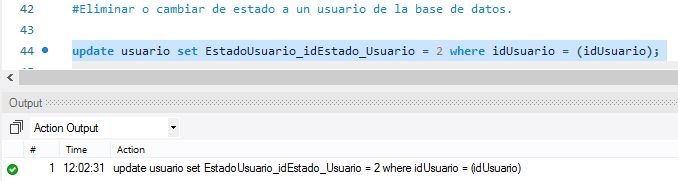 42 #Eliminar o cambiar de estado a un usuario de la base de datos.
43
44 update usuario set EstadoUsuario_idEstado_Usuario = 2 where idUsuario = (idUsuario);
Output
Action Output
# Time Action
1 12:02:31 update usuario set EstadoUsuario_idEstado_Usuario = 2 where idUsuario = (idUsuario)